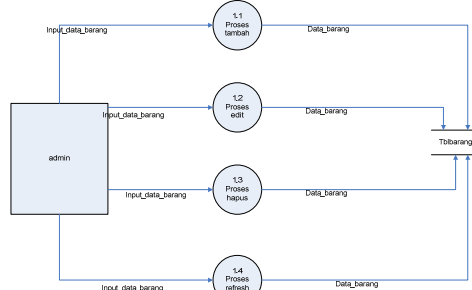 1.1
Proses
tambah
Input_data_barang
Data_barang
1.2
Proses
edit
Input_data_barang
Data_barang
Tblbarang
admin
1.3
Proses
hapus
Input_data_barang
Data_barang
1.4
Proses
refresh
Input_data_barang
Data_barang